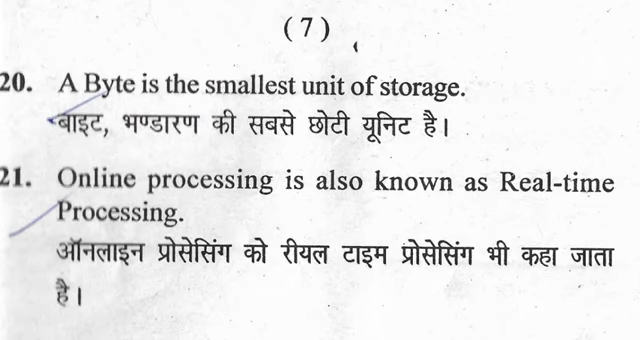 ( 7 )
20. A Byte is the smallest unit of storage.
बाइट, भण्डारण की सबसे छोटी यूनिट है।
21. Online processing is also known as Real-time
Processing.
ऑनलाइन प्रोसेसिंग को रीयल टाइम प्रोसेसिंग भी कहा जाता
है।